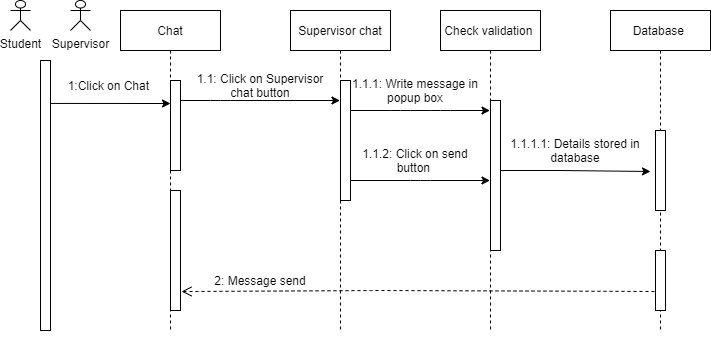 Student Supervisor
Chat
Supervisor chat
Check validation
Database
1:Click on Chat
1.1: Click on Supervisor
chat button
1.1.1: Write message in
popup box
1.1.2: Click on send
button
1.1.1.1: Details stored in
database
2: Message send